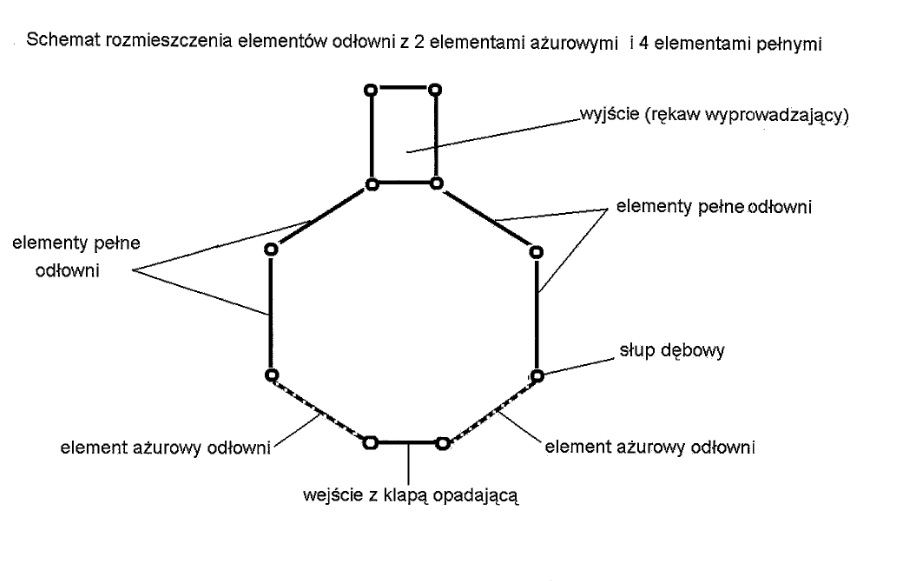 Schemat rozmieszczenia elementów odłowni z 2 elementami ażurowymi i 4 elementami pełnymi
wyjście (rękaw wyprowadzający)
elementy pełne odłowni
elementy pełne
odłowni
słup dębowy
element ażurowy odłowni
element ażurowy odłowni
wejście z klapą opadającą